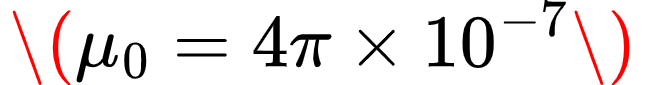 \(μ₀ = 4π × 10⁻⁷\)